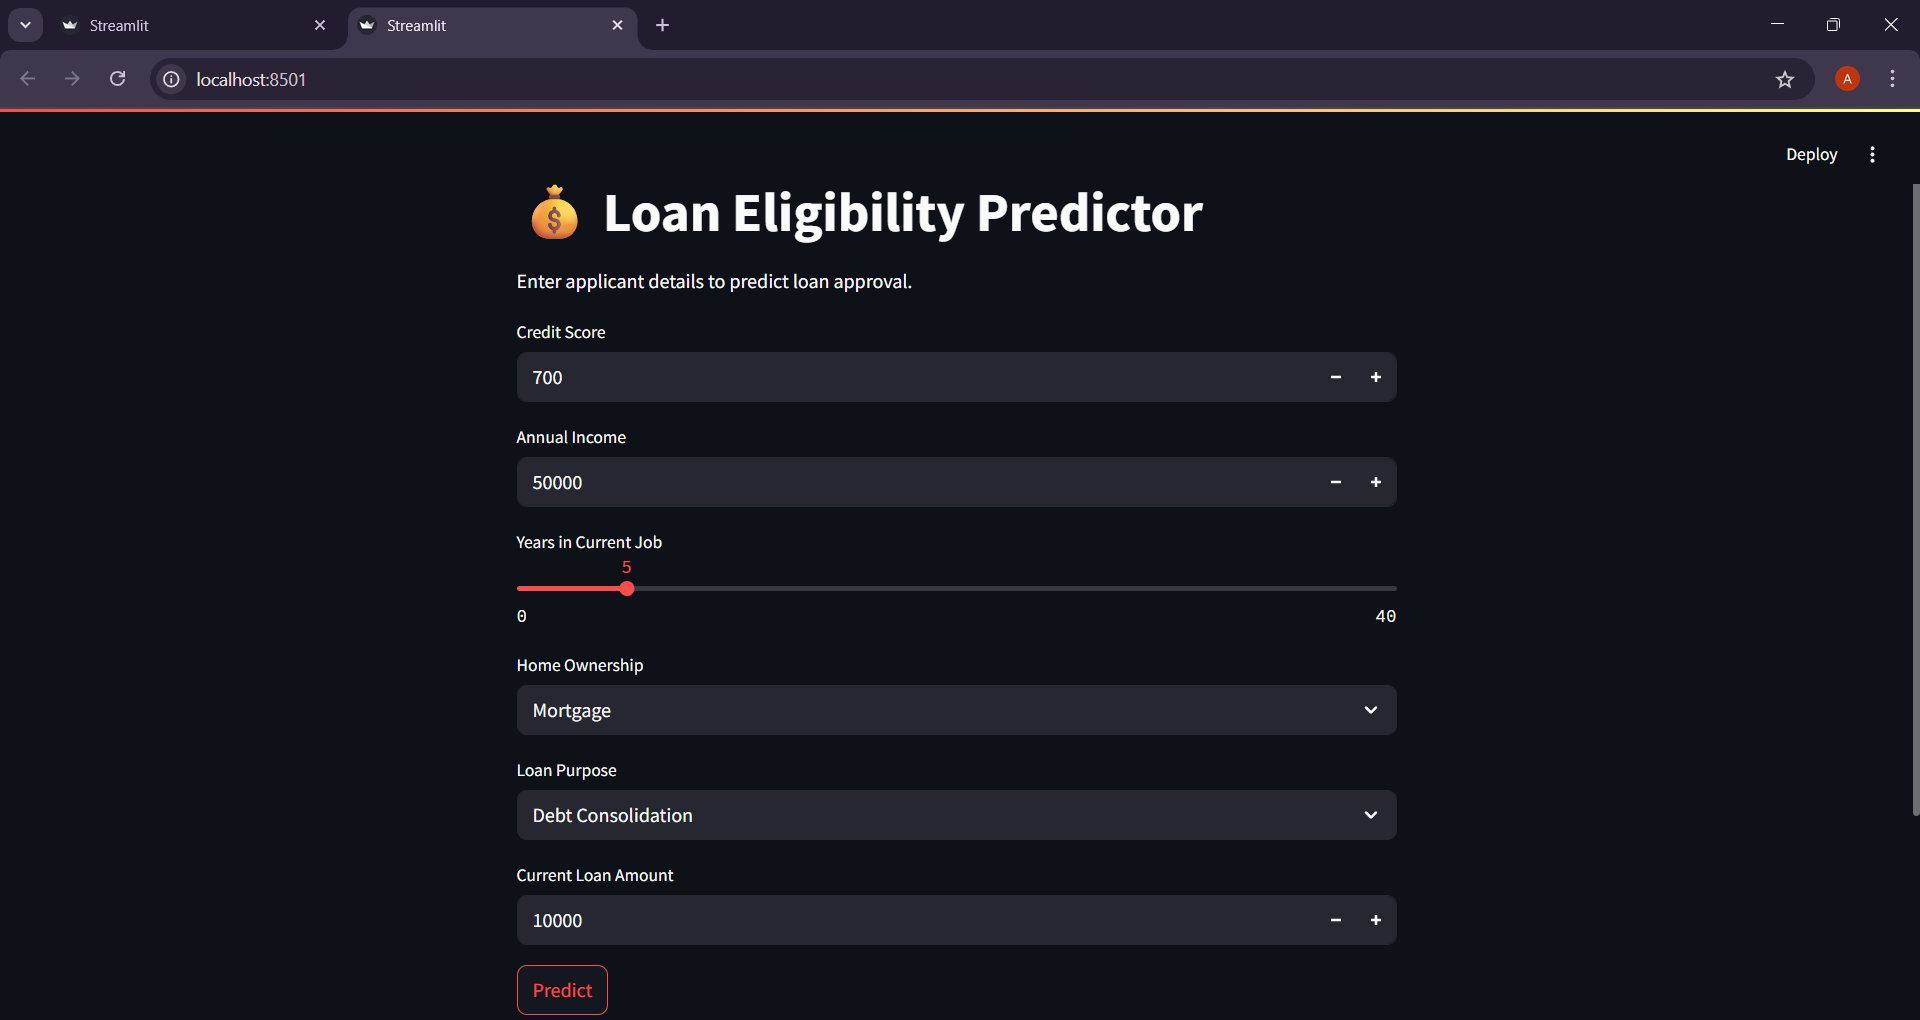 Streamlit
Streamlit
localhost:8501
A
Deploy
Loan Eligibility Predictor
Enter applicant details to predict loan approval.
Credit Score
700
Annual Income
50000
Years in Current Job
5
0 40
Home Ownership
Mortgage
Loan Purpose
Debt Consolidation
Current Loan Amount
10000
Predict